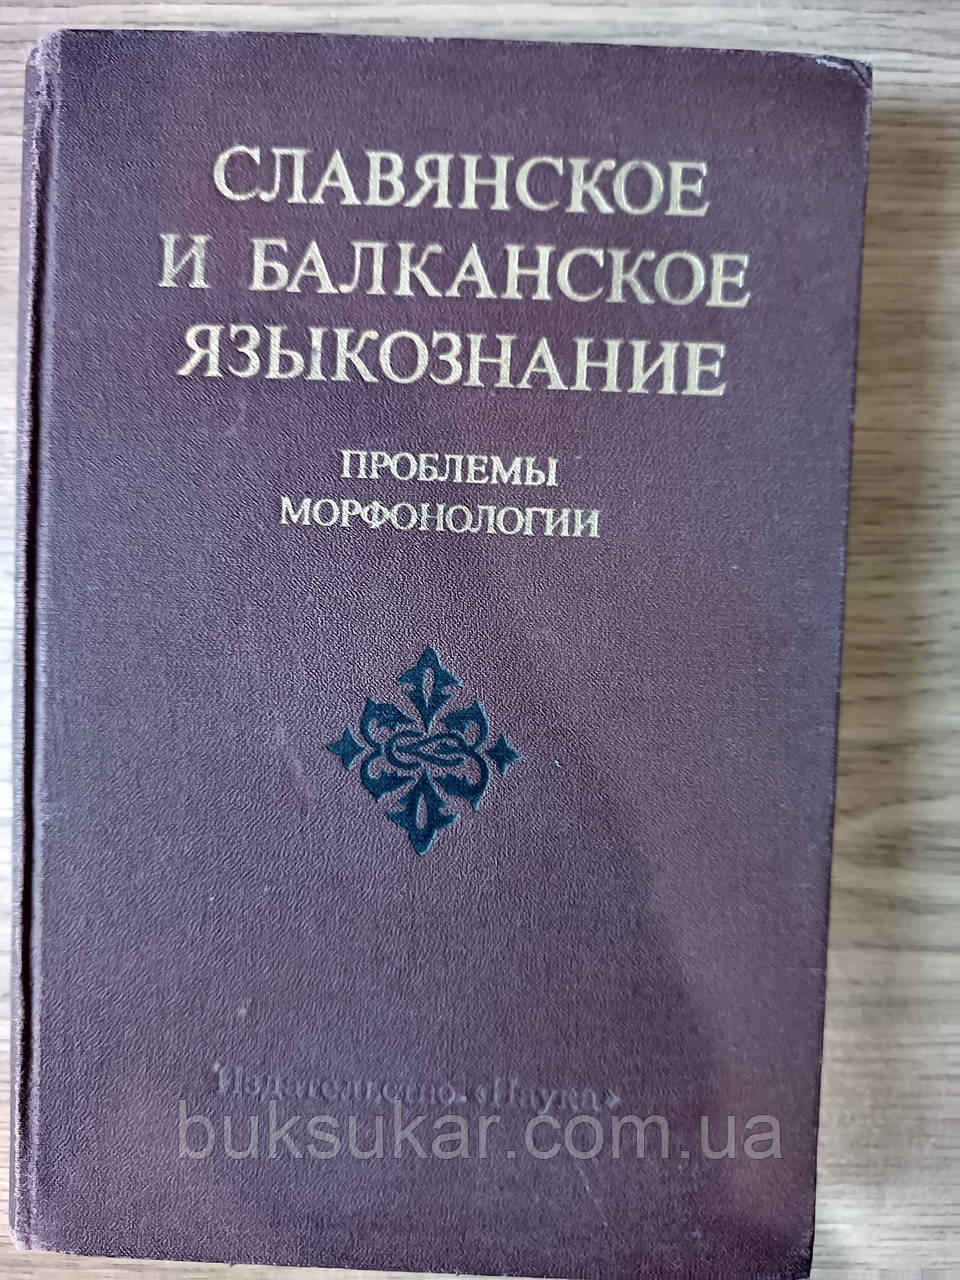 СЛАВЯНСКОЕ
И БАЛКАНСКОЕ
ЯЗЫКОЗНАНИЕ
ПРОБЛЕМЫ
МОРФОНОЛОГИИ
Издательство «Наука»
buksukar.com.ua